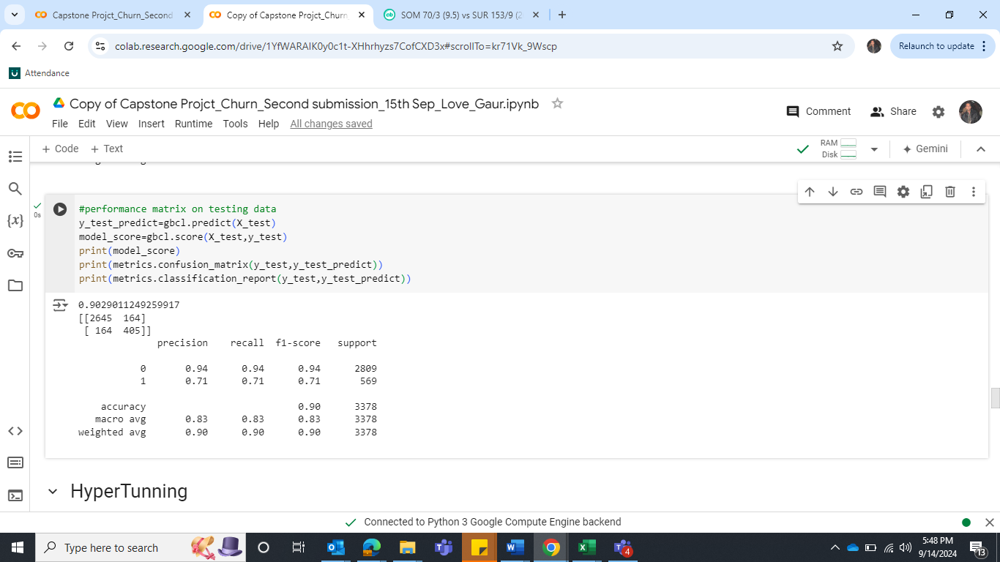 Capstone Projct_Churn_Second
Copy of Capstone Projct_Churn
SOM 70/3 (9.5) vs SUR 153/9 (2
colab.research.google.com/drive/1YfWARAIK0y0c1t-XHhrhyzs7CofCXD3x#scrollTo=kr71Vk_9Wscp
Relaunch to update
Attendance
Copy of Capstone Projct_Churn_Second submission_15th Sep_Love_Gaur.ipynb
Comment
Share
File Edit View Insert Runtime Tools Help All changes saved
+ Code + Text
RAM
Disk
Gemini
0s
#performance matrix on testing data
y_test_predict=gbcl.predict(X_test)
model_score=gbcl.score(X_test,y_test)
print(model_score)
print(metrics.confusion_matrix(y_test,y_test_predict))
print(metrics.classification_report(y_test,y_test_predict))
0.9029011249259917
[[2645 164]
[ 164 405]]
precision recall f1-score support
0 0.94 0.94 0.94 2809
1 0.71 0.71 0.71 569
accuracy 0.90 3378
macro avg 0.83 0.83 0.83 3378
weighted avg 0.90 0.90 0.90 3378
HyperTunning
Connected to Python 3 Google Compute Engine backend
Type here to search
4
5:48 PM
9/14/2024
13